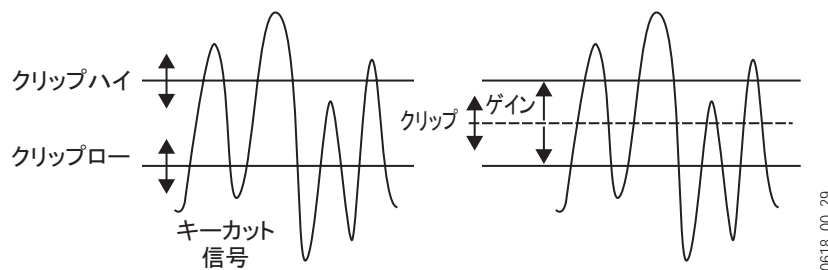 クリップハイ
クリップロー
キーカット
信号
ゲイン
クリップ
0618_00_29